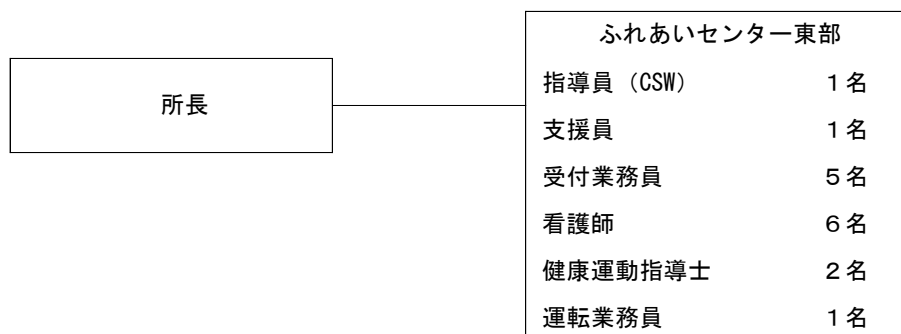 所長
ふれあいセンター東部
指導員（CSW） １名
支援員 １名
受付業務員 ５名
看護師 ６名
健康運動指導士 ２名
運転業務員 １名